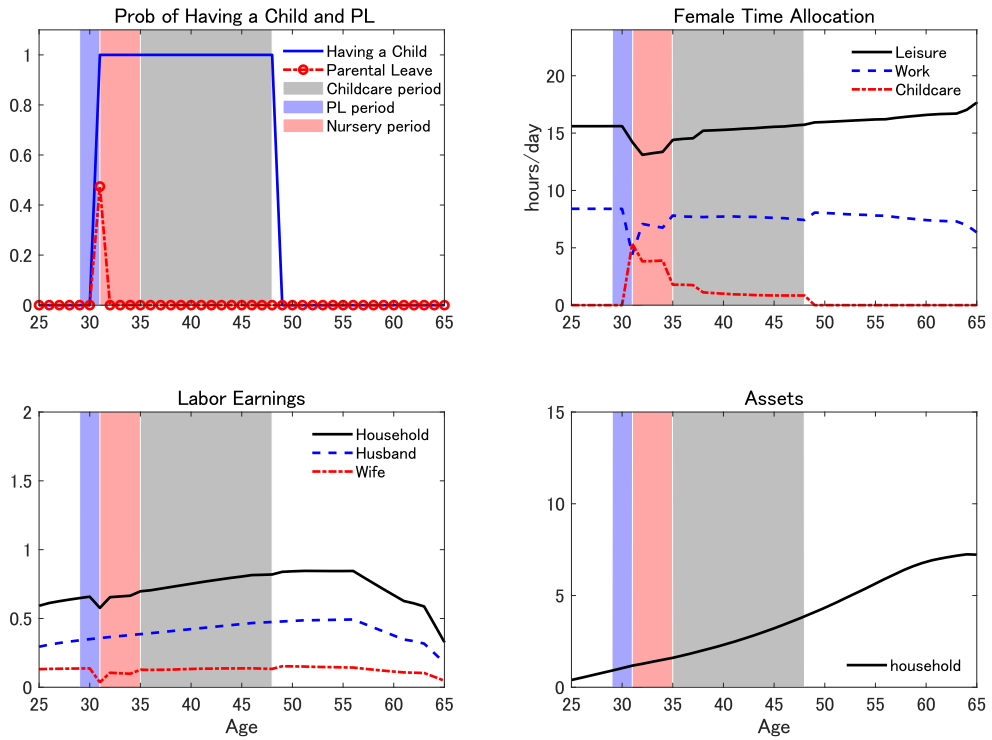 Prob of Having a Child and PL
1
0.8
0.6
0.4
0.2
0
25 30 35 40 45 50 55 60 65
Having a Child
Parental Leave
Childcare period
PL period
Nursery period
Female Time Allocation
hours/day
20
15
10
5
0
25 30 35 40 45 50 55 60 65
Leisure
Work
Childcare
Labor Earnings
2
1.5
1
0.5
0
25 30 35 40 45 50 55 60 65
Age
Household
Husband
Wife
Assets
15
10
5
0
25 30 35 40 45 50 55 60 65
Age
household